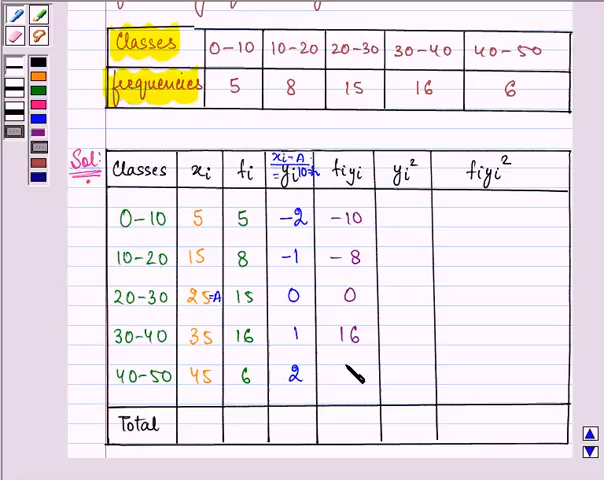 Classes 0-10 10-20 20-30 30-40 40-50
frequencies 5 8 15 16 6
Sol:
Classes xi fi xi-A/10=h =yi fiyi yi² fiyi²
0-10 5 5 -2 -10
10-20 15 8 -1 -8
20-30 25=A 15 0 0
30-40 35 16 1 16
40-50 45 6 2
Total